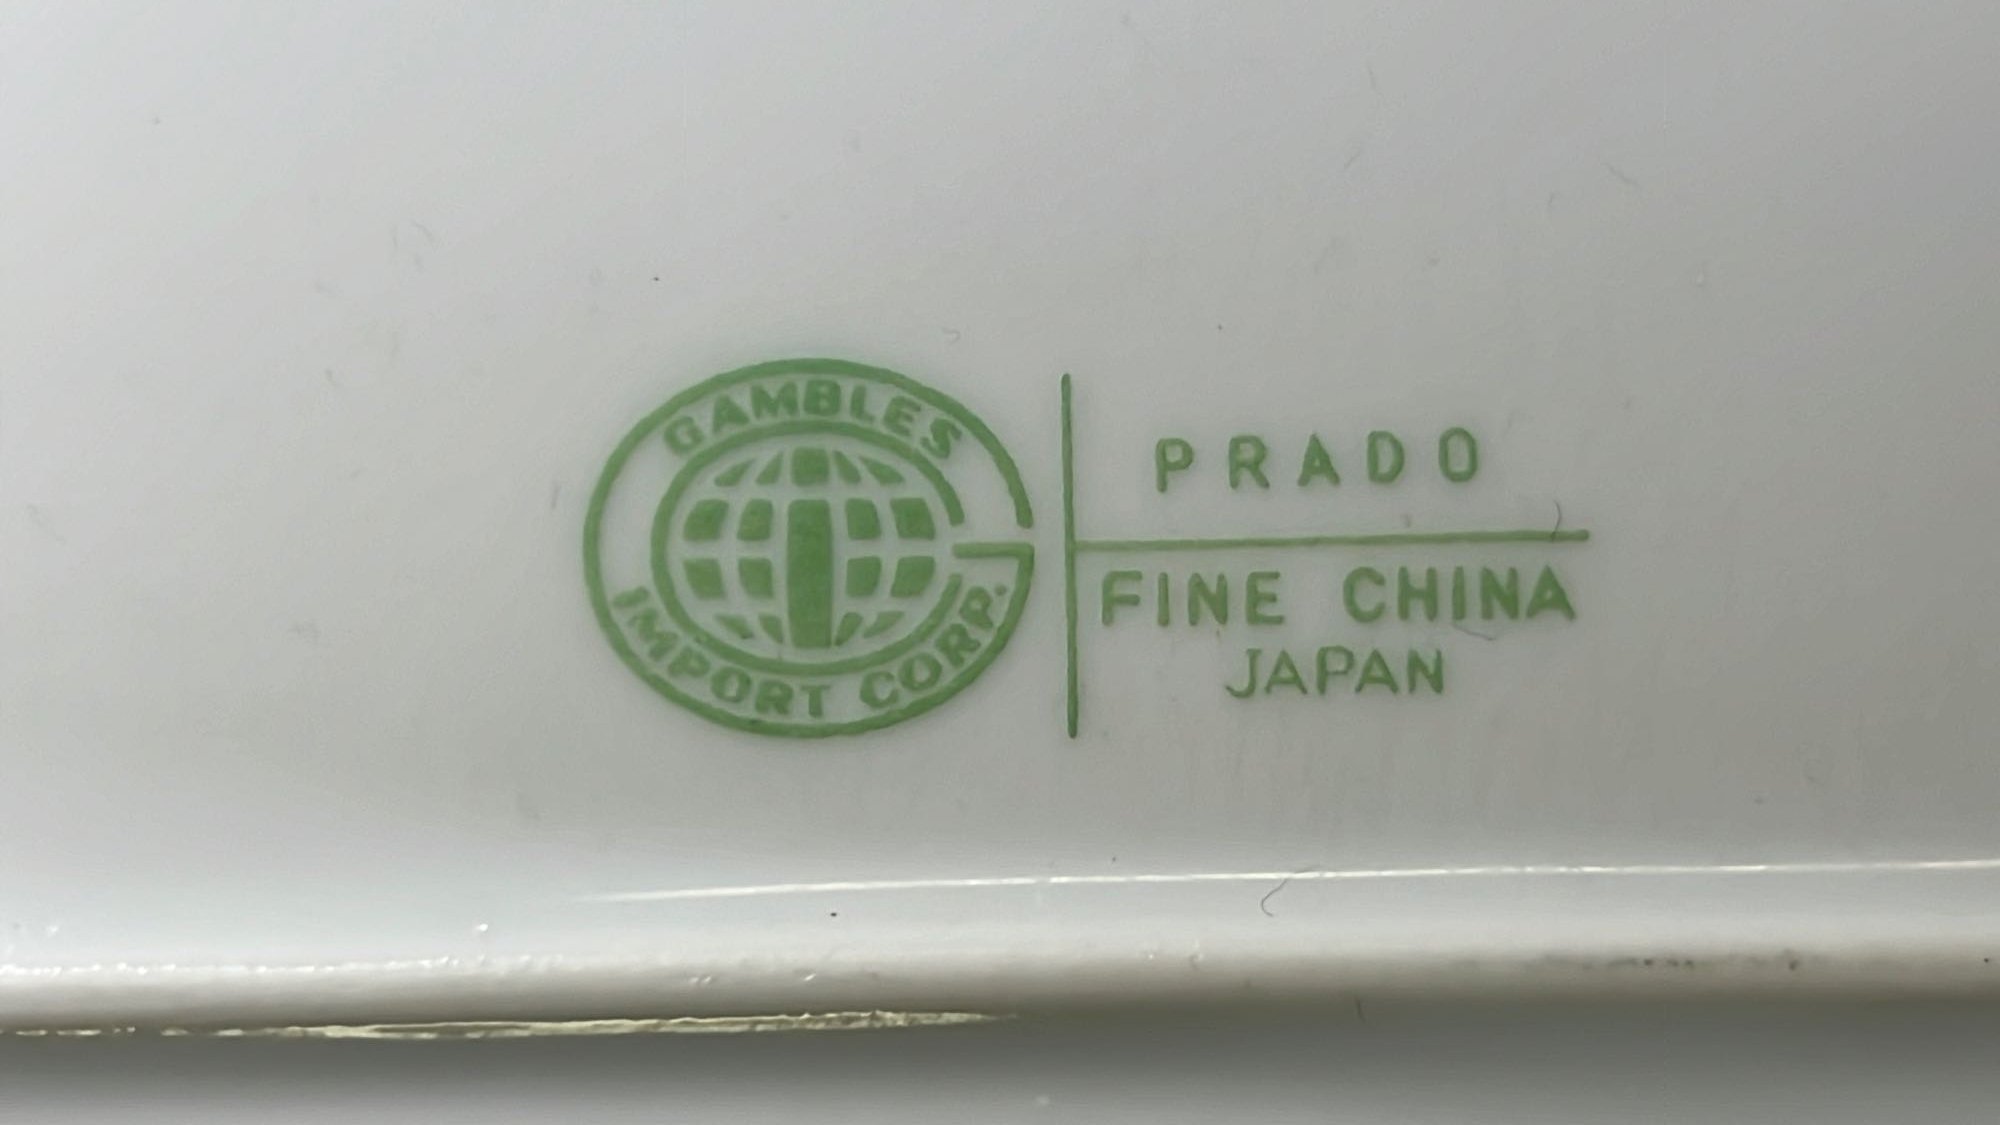 GAMBLES
IMPORT CORP.
PRADO
FINE CHINA
JAPAN